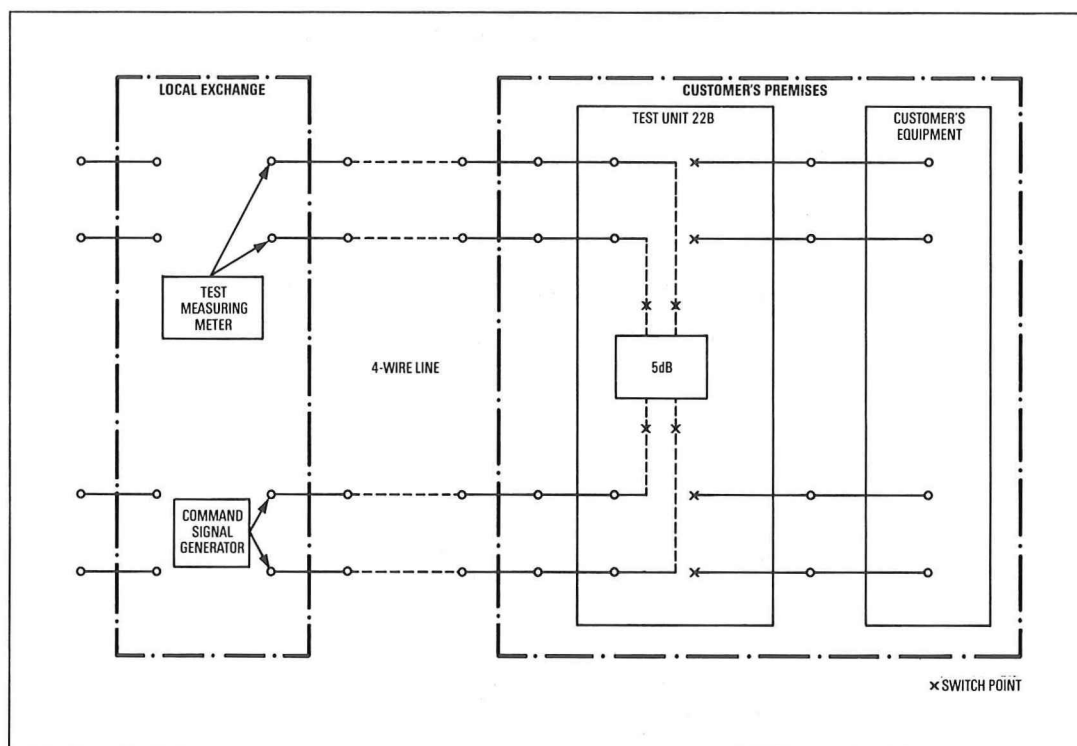 LOCAL EXCHANGE
CUSTOMER'S PREMISES
TEST UNIT 22B
CUSTOMER'S
EQUIPMENT
TEST
MEASURING
METER
4-WIRE LINE
5dB
COMMAND
SIGNAL
GENERATOR
×SWITCH POINT